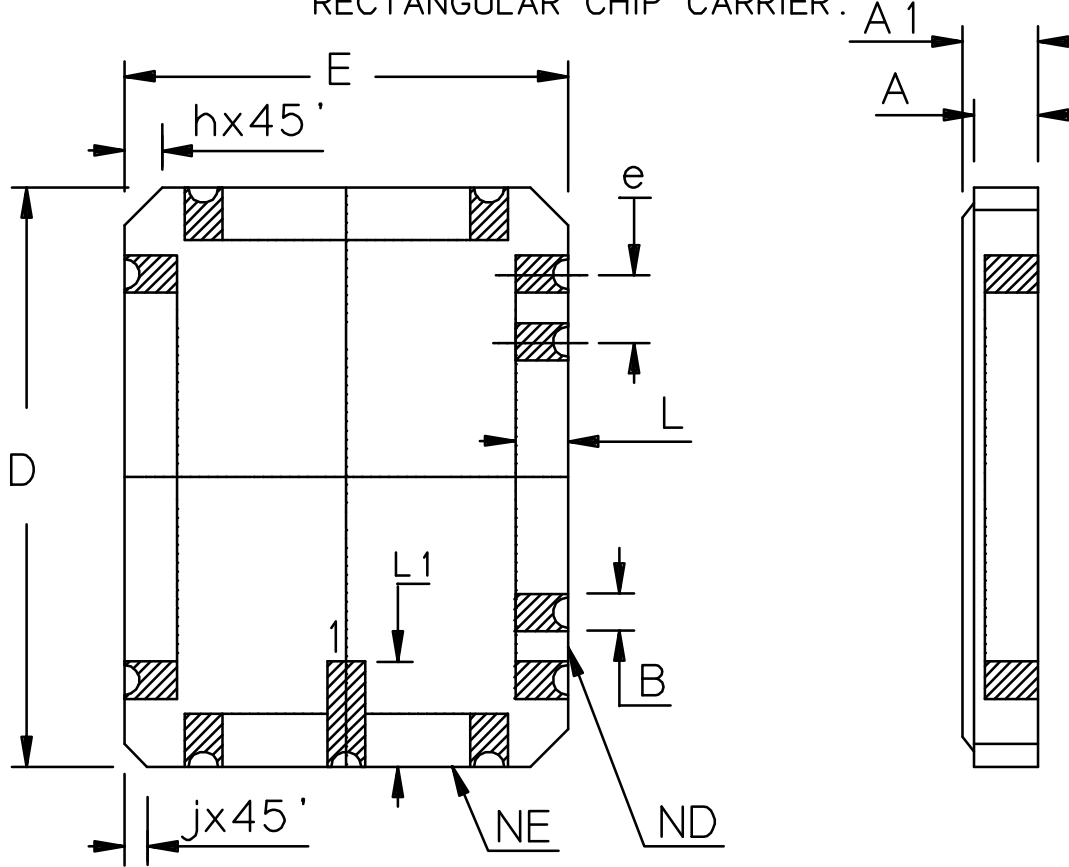 RECTANGULAR CHIP CARRIER.
A1
E
A
hx45'
e
L
D
L1
1
B
jx45'
NE
ND